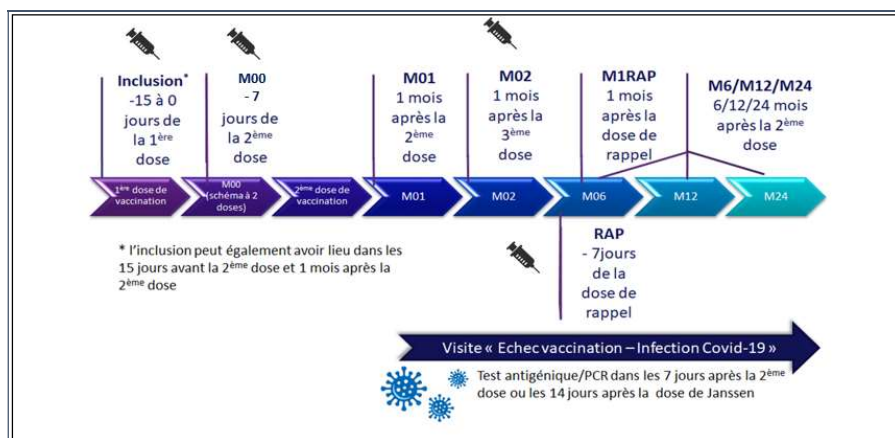 Inclusion*
-15 à 0
jours de
la 1ère
dose
M00
- 7
jours de
la 2ème
dose
M01
1 mois
après la
2ème
dose
M02
1 mois
après la
3ème
dose
M1RAP
1 mois
après la
dose de
rappel
M6/M12/M24
6/12/24 mois
après la 2ème
dose
1ère dose de
vaccination
M00
(schéma à 2
doses)
2ème dose de
vaccination
M01
M02
M06
M12
M24
* l’inclusion peut également avoir lieu dans les
15 jours avant la 2ème dose et 1 mois après la
2ème dose
RAP
- 7jours
de la
dose de
rappel
Visite « Echec vaccination – Infection Covid-19 »
Test antigénique/PCR dans les 7 jours après la 2ème
dose ou les 14 jours après la dose de Janssen